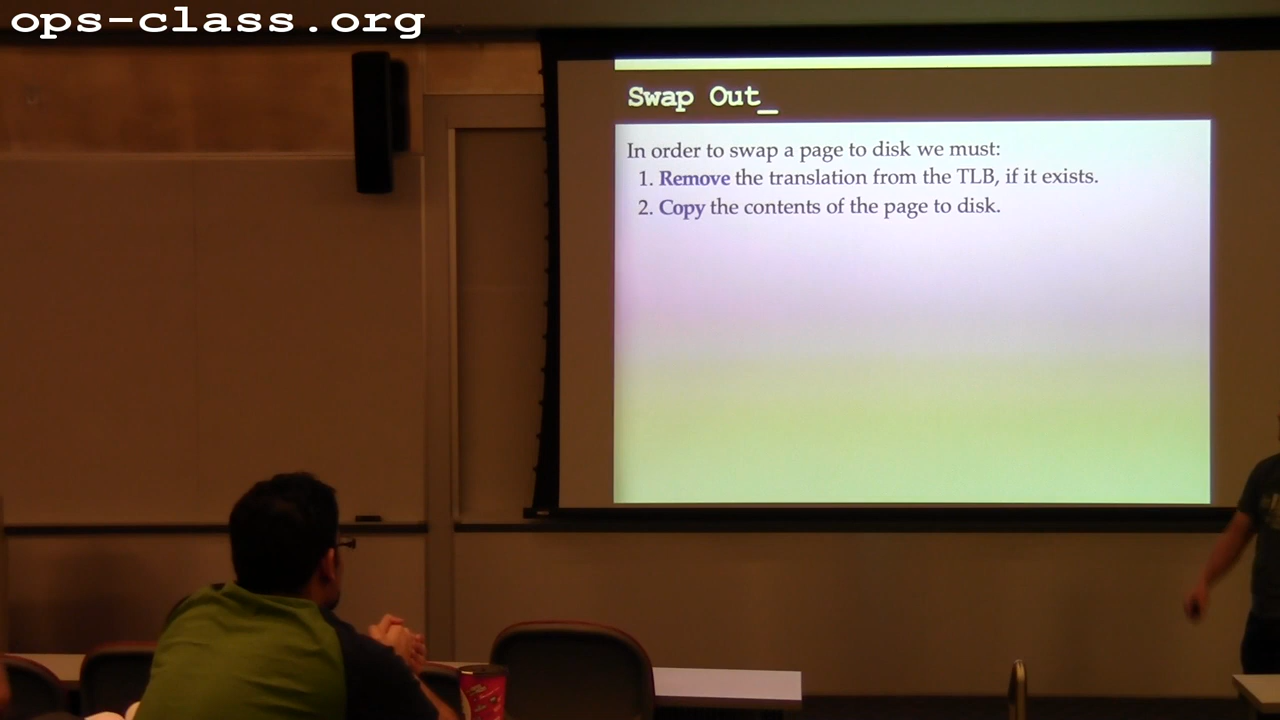 ops-class.org
Swap Out_
In order to swap a page to disk we must:
1. Remove the translation from the TLB, if it exists.
2. Copy the contents of the page to disk.